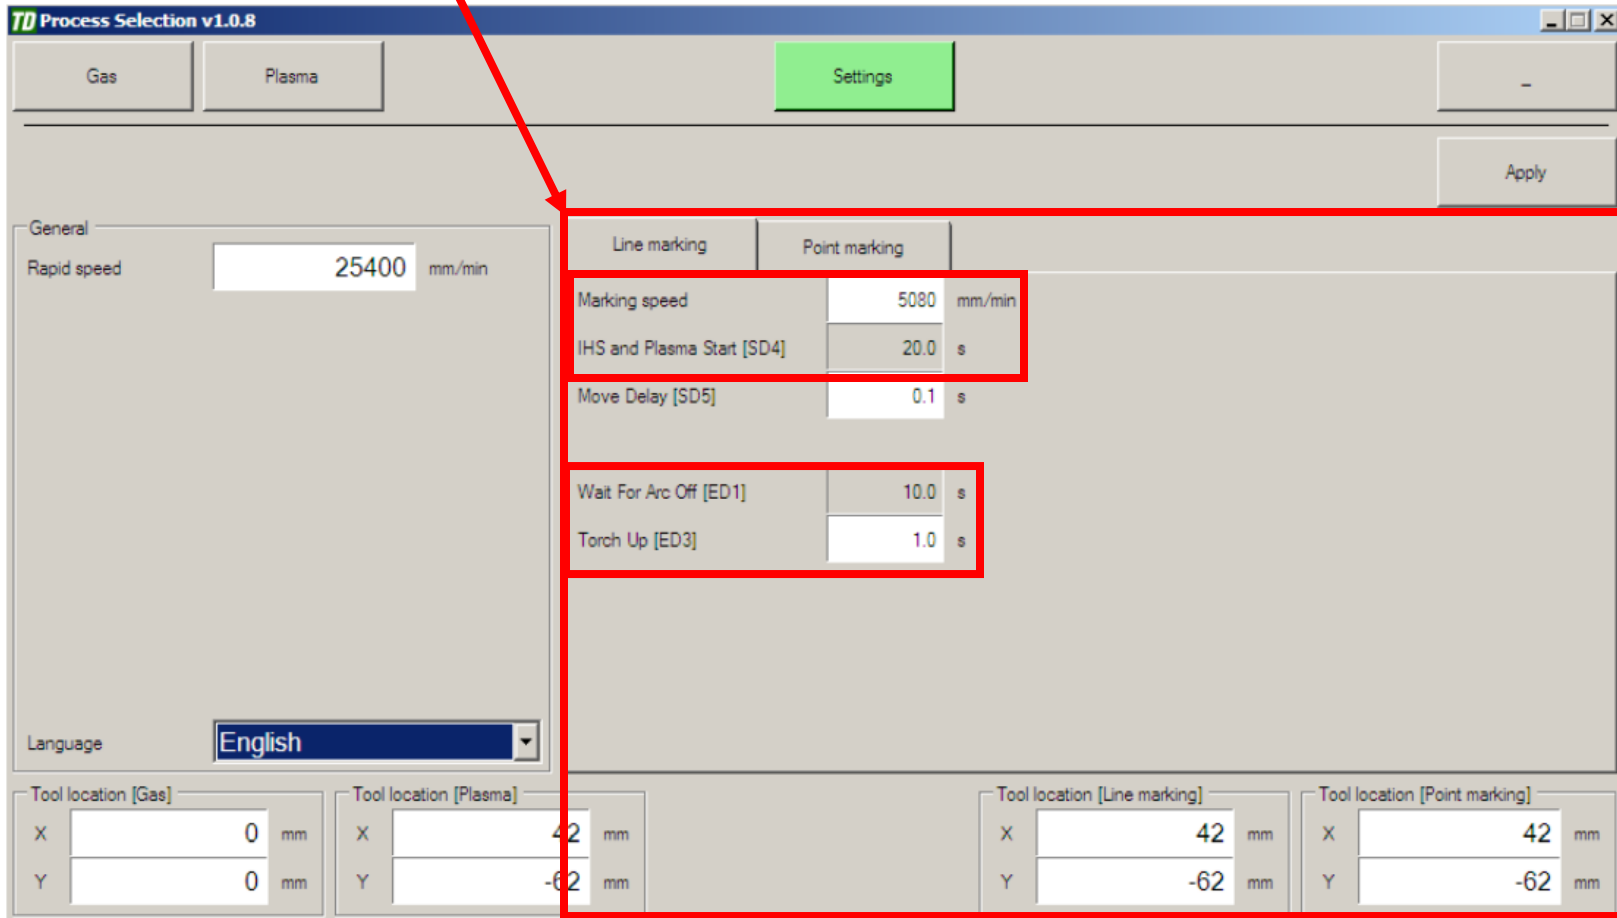 TD Process Selection v1.0.8
Gas Plasma Settings _
Apply
General
Rapid speed 25400 mm/min
Line marking Point marking
Marking speed 5080 mm/min
IHS and Plasma Start [SD4] 20.0 s
Move Delay [SD5] 0.1 s
Wait For Arc Off [ED1] 10.0 s
Torch Up [ED3] 1.0 s
Language English
Tool location [Gas] Tool location [Plasma] Tool location [Line marking] Tool location [Point marking]
X 0 mm X 42 mm X 42 mm X 42 mm
Y 0 mm Y -62 mm Y -62 mm Y -62 mm